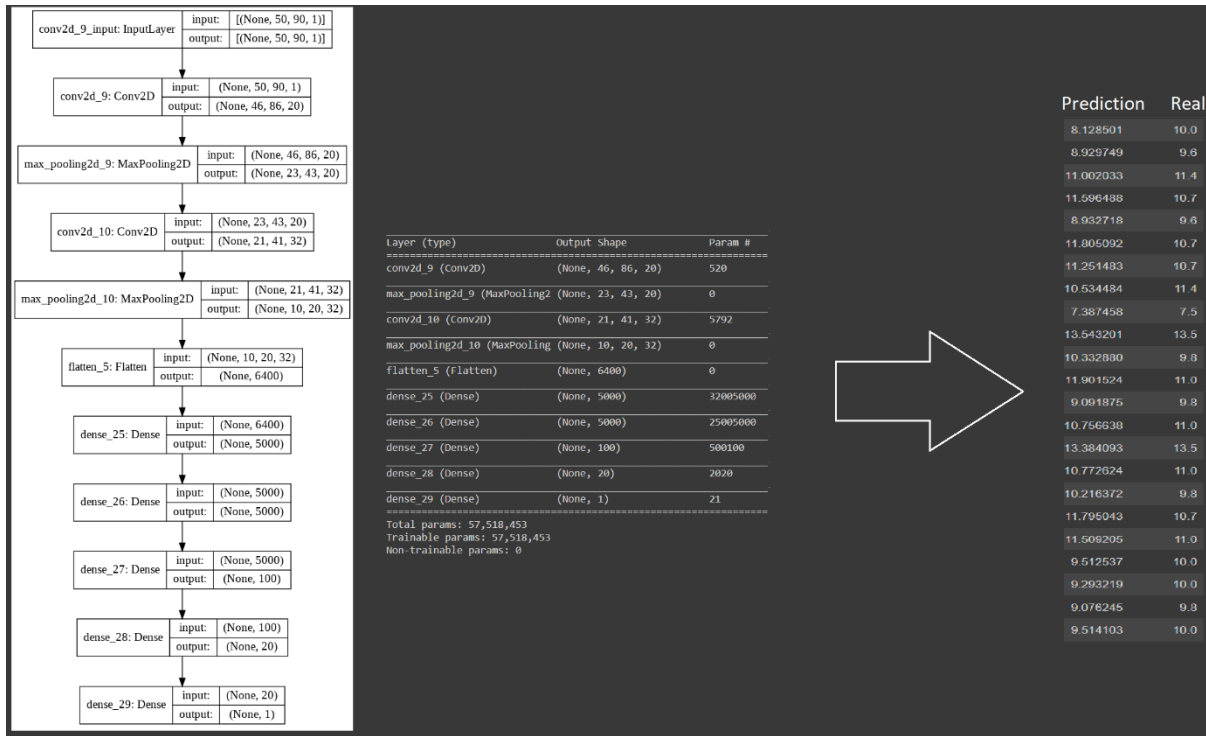 conv2d_9_input: InputLayer input: [(None, 50, 90, 1)]
output: [(None, 50, 90, 1)]
conv2d_9: Conv2D input: (None, 50, 90, 1)
output: (None, 46, 86, 20)
max_pooling2d_9: MaxPooling2D input: (None, 46, 86, 20)
output: (None, 23, 43, 20)
conv2d_10: Conv2D input: (None, 23, 43, 20)
output: (None, 21, 41, 32)
max_pooling2d_10: MaxPooling2D input: (None, 21, 41, 32)
output: (None, 10, 20, 32)
flatten_5: Flatten input: (None, 10, 20, 32)
output: (None, 6400)
dense_25: Dense input: (None, 6400)
output: (None, 5000)
dense_26: Dense input: (None, 5000)
output: (None, 5000)
dense_27: Dense input: (None, 5000)
output: (None, 100)
dense_28: Dense input: (None, 100)
output: (None, 20)
dense_29: Dense input: (None, 20)
output: (None, 1)
Layer (type) Output Shape Param #
conv2d_9 (Conv2D) (None, 46, 86, 20) 520
max_pooling2d_9 (MaxPooling2 (None, 23, 43, 20) 0
conv2d_10 (Conv2D) (None, 21, 41, 32) 5792
max_pooling2d_10 (MaxPooling (None, 10, 20, 32) 0
flatten_5 (Flatten) (None, 6400) 0
dense_25 (Dense) (None, 5000) 32005000
dense_26 (Dense) (None, 5000) 25005000
dense_27 (Dense) (None, 100) 500100
dense_28 (Dense) (None, 20) 2020
dense_29 (Dense) (None, 1) 21
Total params: 57,518,453
Trainable params: 57,518,453
Non-trainable params: 0
Prediction Real
8.128501 10.0
8.929749 9.6
11.002033 11.4
11.596488 10.7
8.932718 9.6
11.805092 10.7
11.251483 10.7
10.534484 11.4
7.387458 7.5
13.543201 13.5
10.332880 9.8
11.901524 11.0
9.091875 9.8
10.756638 11.0
13.384093 13.5
10.772624 11.0
10.216372 9.8
11.795043 10.7
11.509205 11.0
9.512537 10.0
9.293219 10.0
9.076245 9.8
9.514103 10.0